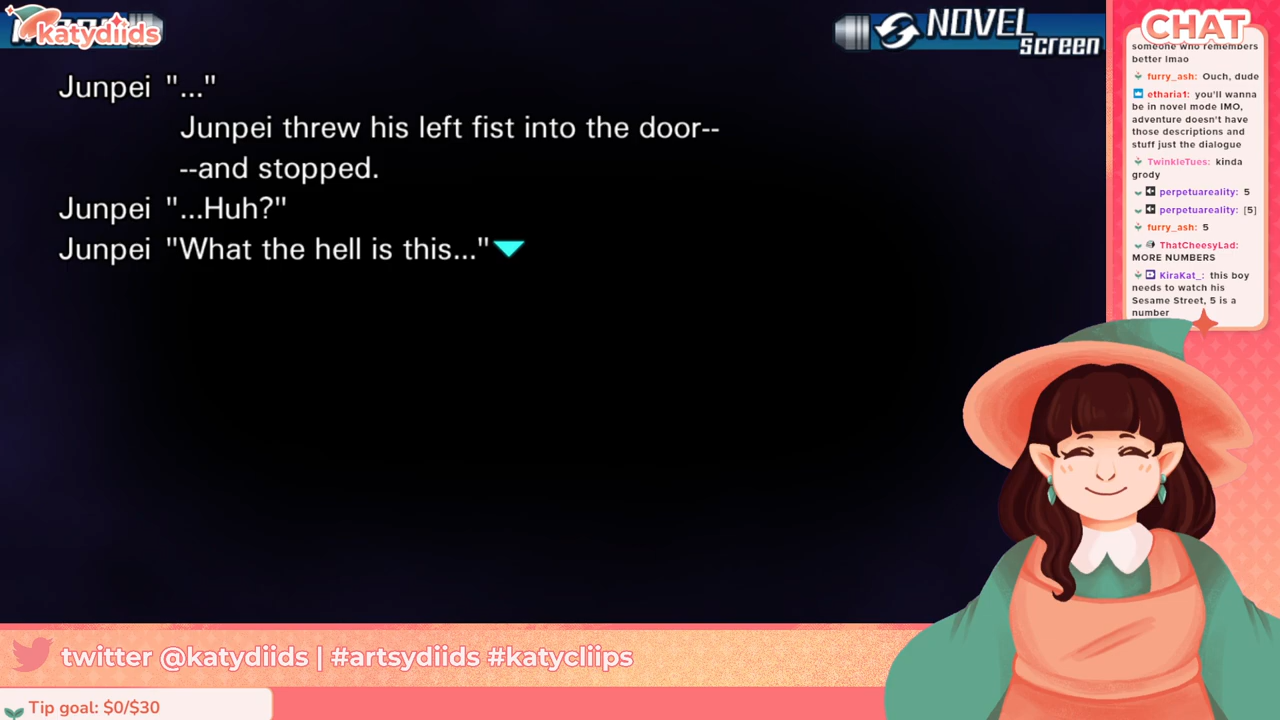 katydiids
NOVEL
screen
CHAT
Junpei "..."
Junpei threw his left fist into the door--
--and stopped.
Junpei "...Huh?"
Junpei "What the hell is this..."
someone who remembers
better lmao
furry_ash: Ouch, dude
etharia1: you'll wanna
be in novel mode IMO,
adventure doesn't have
those descriptions and
stuff just the dialogue
TwinkleTues: kinda
grody
perpetuareality: 5
perpetuareality: [5]
furry_ash: 5
ThatCheesyLad:
MORE NUMBERS
KiraKat_: this boy
needs to watch his
Sesame Street, 5 is a
number
twitter @katydiids | #artsydiids #katycliips
Tip goal: $0/$30